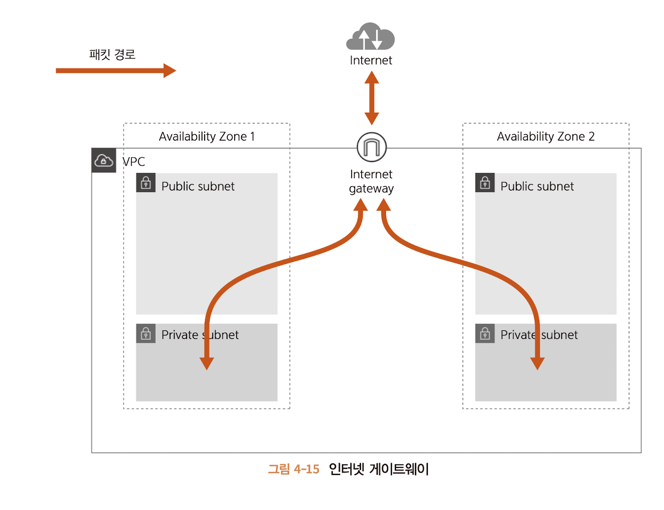 패킷 경로
Internet
Availability Zone 1
Availability Zone 2
VPC
Internet
gateway
Public subnet
Public subnet
Private subnet
Private subnet
그림 4-15 인터넷 게이트웨이